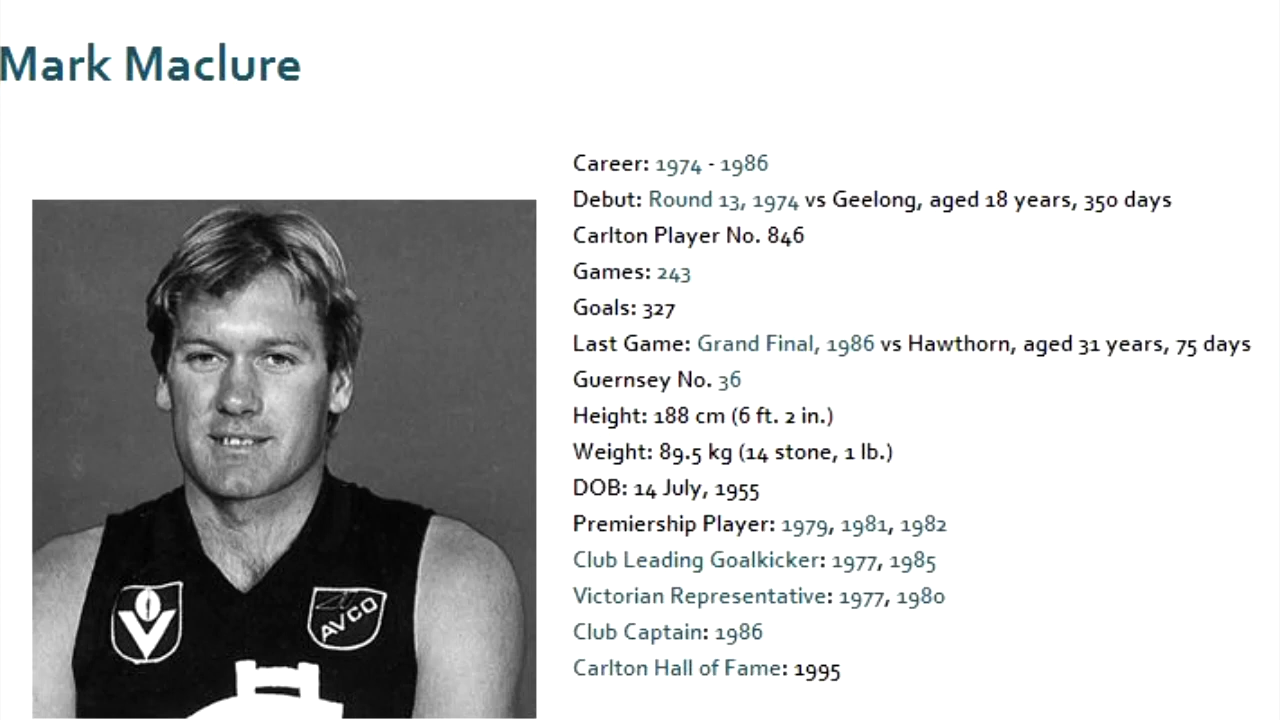 Mark Maclure
Career: 1974 - 1986
Debut: Round 13, 1974 vs Geelong, aged 18 years, 350 days
Carlton Player No. 846
Games: 243
Goals: 327
Last Game: Grand Final, 1986 vs Hawthorn, aged 31 years, 75 days
Guernsey No. 36
Height: 188 cm (6 ft. 2 in.)
Weight: 89.5 kg (14 stone, 1 lb.)
DOB: 14 July, 1955
Premiership Player: 1979, 1981, 1982
Club Leading Goalkicker: 1977, 1985
Victorian Representative: 1977, 1980
Club Captain: 1986
Carlton Hall of Fame: 1995
AVCO